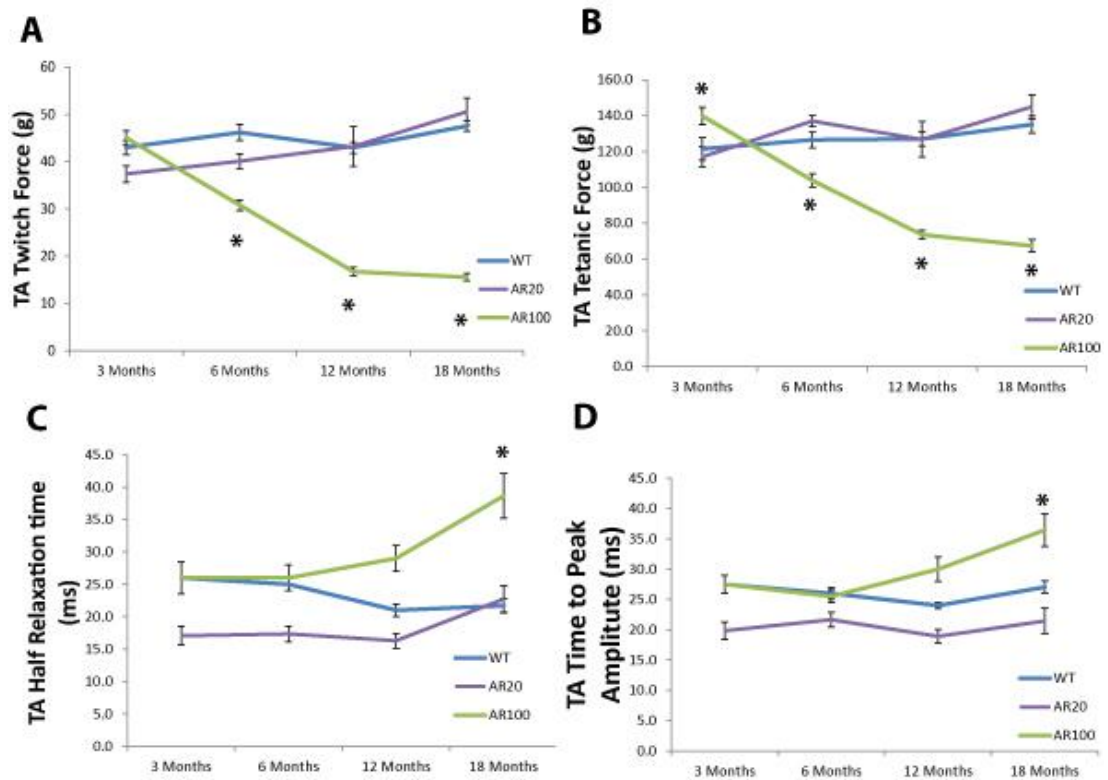 A
TA Twitch Force (g)
60
50
40
30
20
10
0
*
*
*
WT
AR20
AR100
3 Months
6 Months
12 Months
18 Months
B
TA Tetanic Force (g)
160.0
140.0
120.0
100.0
80.0
60.0
40.0
20.0
0.0
*
*
*
*
WT
AR20
AR100
3 Months
6 Months
12 Months
18 Months
C
TA Half Relaxation time
(ms)
45.0
40.0
35.0
30.0
25.0
20.0
15.0
10.0
5.0
0.0
*
WT
AR20
AR100
3 Months
6 Months
12 Months
18 Months
D
TA Time to Peak
Amplitude (ms)
45.0
40.0
35.0
30.0
25.0
20.0
15.0
10.0
5.0
0.0
*
WT
AR20
AR100
3 Months
6 Months
12 Months
18 Months